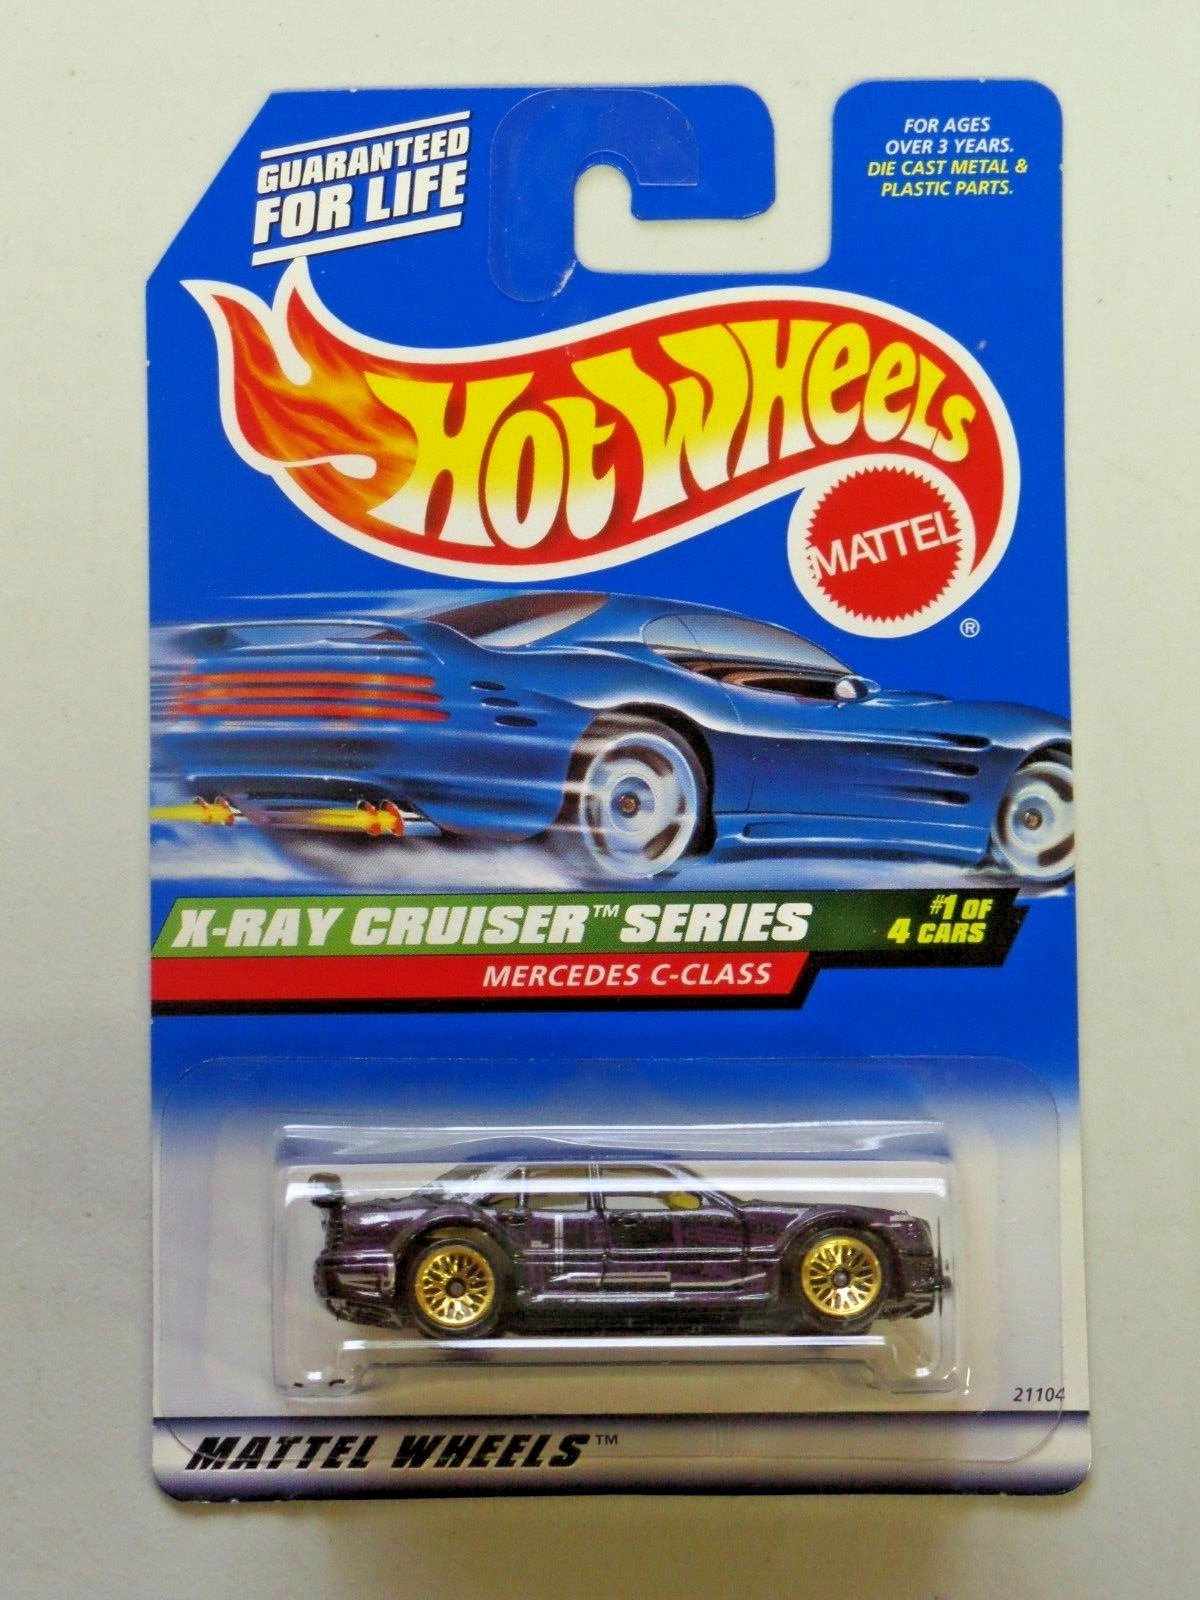 GUARANTEED
FOR LIFE
FOR AGES
OVER 3 YEARS.
DIE CAST METAL &
PLASTIC PARTS.
HOT WHEELS
MATTEL
®
X-RAY CRUISER™ SERIES
#1 OF
4 CARS
MERCEDES C-CLASS
21104
MATTEL WHEELS™